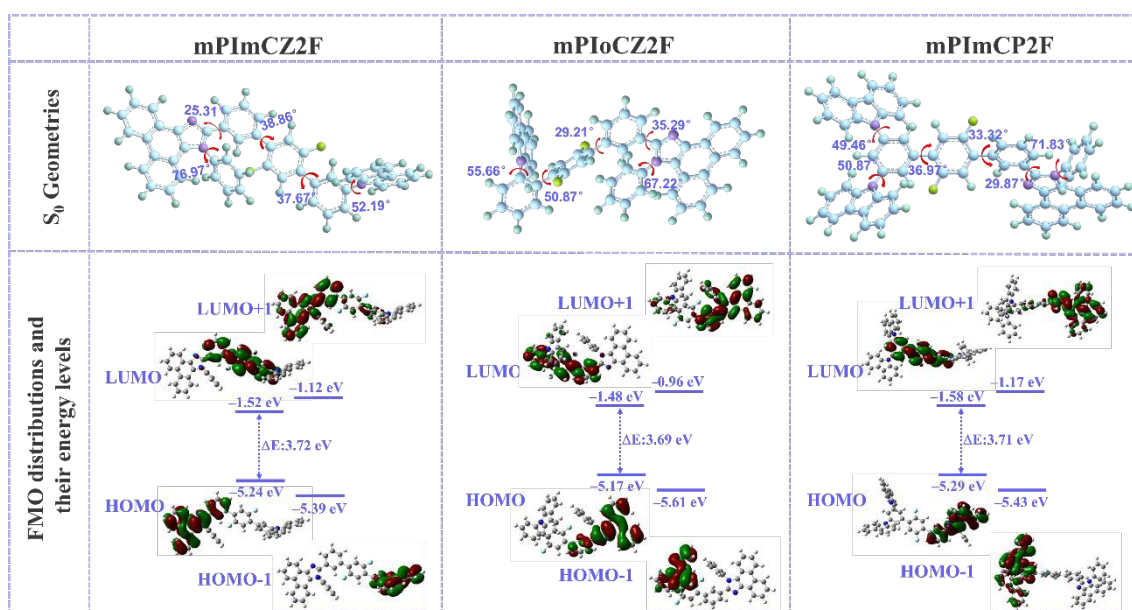 mPImCZ2F
mPIoCZ2F
mPImCP2F
S₀ Geometries
25.31
38.86°
76.97°
37.67°
52.19°
29.21°
35.29°
55.66°
50.87°
67.22
33.32°
71.83
49.46°
50.87
36.97°
29.87°
FMO distributions and
their energy levels
LUMO+1
LUMO
−1.12 eV
−1.52 eV
ΔE:3.72 eV
HOMO
−5.24 eV
−5.39 eV
HOMO-1
LUMO+1
LUMO
−0.96 eV
−1.48 eV
ΔE:3.69 eV
HOMO
−5.17 eV
−5.61 eV
HOMO-1
LUMO+1
LUMO
−1.17 eV
−1.58 eV
ΔE:3.71 eV
HOMO
−5.29 eV
−5.43 eV
HOMO-1